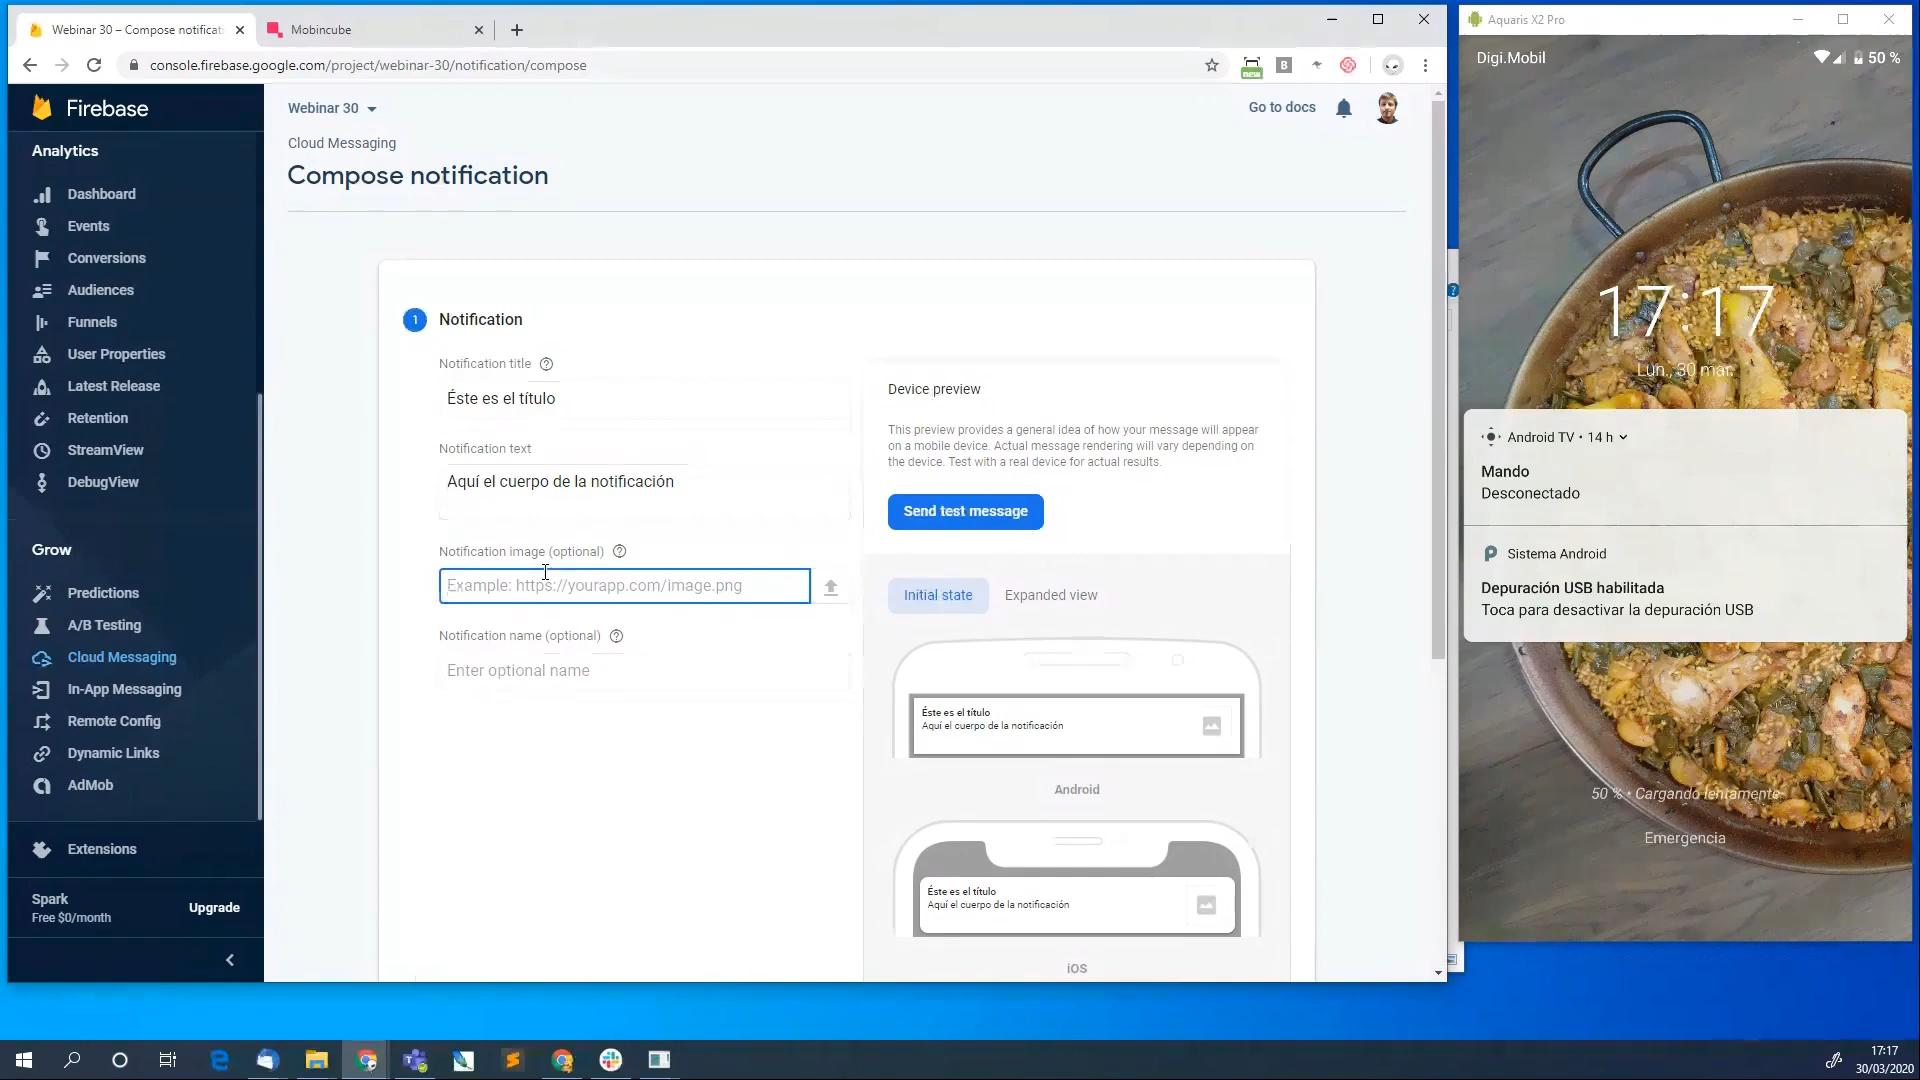 Webinar 30 – Compose notificat
Mobincube
console.firebase.google.com/project/webinar-30/notification/compose
new
B
Firebase
Analytics
Dashboard
Events
Conversions
Audiences
Funnels
User Properties
Latest Release
Retention
StreamView
DebugView
Grow
Predictions
A/B Testing
Cloud Messaging
In-App Messaging
Remote Config
Dynamic Links
AdMob
Extensions
Spark
Free $0/month
Upgrade
Webinar 30
Go to docs
Cloud Messaging
Compose notification
1 Notification
Notification title
Éste es el título
Notification text
Aquí el cuerpo de la notificación
Notification image (optional)
Example: https://yourapp.com/image.png
Notification name (optional)
Enter optional name
Device preview
This preview provides a general idea of how your message will appear
on a mobile device. Actual message rendering will vary depending on
the device. Test with a real device for actual results.
Send test message
Initial state
Expanded view
Éste es el título
Aquí el cuerpo de la notificación
Android
Éste es el título
Aquí el cuerpo de la notificación
iOS
Aquaris X2 Pro
Digi.Mobil
50 %
17:17
Lun., 30 mar.
Android TV • 14 h
Mando
Desconectado
Sistema Android
Depuración USB habilitada
Toca para desactivar la depuración USB
50 % • Cargando lentamente
Emergencia
17:17
30/03/2020